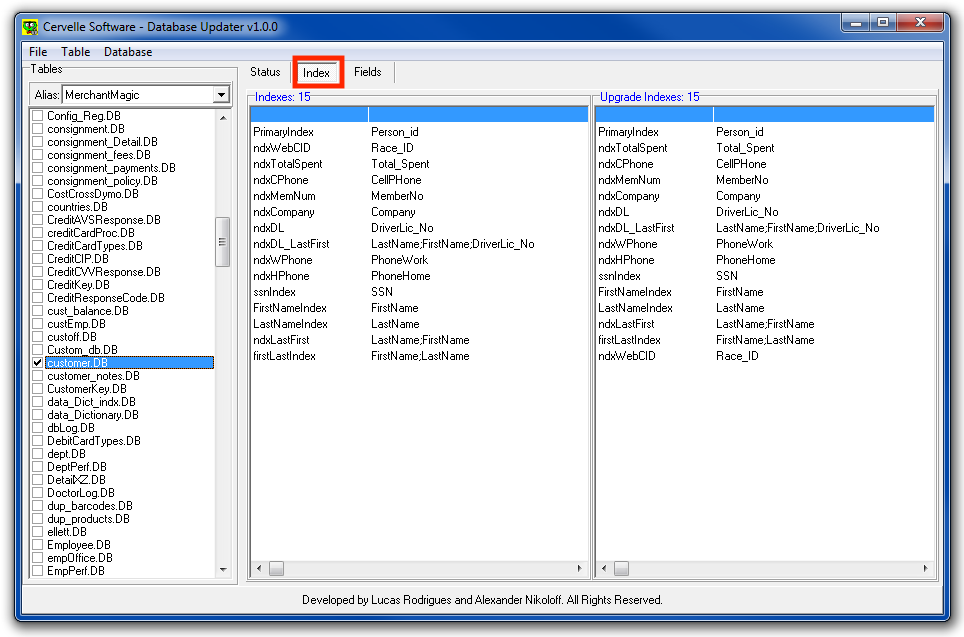 Cervelle Software - Database Updater v1.0.0
File Table Database
Tables
Alias: MerchantMagic
Config_Reg.DB
consignment.DB
consignment_Detail.DB
consignment_fees.DB
consignment_payments.DB
consignment_policy.DB
CostCrossDymo.DB
countries.DB
CreditAVSResponse.DB
creditCardProc.DB
CreditCardTypes.DB
CreditCIP.DB
CreditCVVResponse.DB
CreditKey.DB
CreditResponseCode.DB
cust_balance.DB
custEmp.DB
custoff.DB
Custom_db.DB
customer.DB
customer_notes.DB
CustomerKey.DB
data_Dict_indx.DB
data_Dictionary.DB
dbLog.DB
DebitCardTypes.DB
dept.DB
DeptPerf.DB
DetailXZ.DB
DoctorLog.DB
dup_barcodes.DB
dup_products.DB
ellett.DB
Employee.DB
empOffice.DB
EmpPerf.DB
Status Index Fields
Indexes: 15
PrimaryIndex Person_id
ndxWebCID Race_ID
ndxTotalSpent Total_Spent
ndxCPhone CellPHone
ndxMemNum MemberNo
ndxCompany Company
ndxDL DriverLic_No
ndxDL_LastFirst LastName;FirstName;DriverLic_No
ndxWPhone PhoneWork
ndxHPhone PhoneHome
ssnIndex SSN
FirstNameIndex FirstName
LastNameIndex LastName
ndxLastFirst LastName;FirstName
firstLastIndex FirstName;LastName
Upgrade Indexes: 15
PrimaryIndex Person_id
ndxTotalSpent Total_Spent
ndxCPhone CellPHone
ndxMemNum MemberNo
ndxCompany Company
ndxDL DriverLic_No
ndxDL_LastFirst LastName;FirstName;DriverLic_No
ndxWPhone PhoneWork
ndxHPhone PhoneHome
ssnIndex SSN
FirstNameIndex FirstName
LastNameIndex LastName
ndxLastFirst LastName;FirstName
firstLastIndex FirstName;LastName
ndxWebCID Race_ID
Developed by Lucas Rodrigues and Alexander Nikoloff. All Rights Reserved.